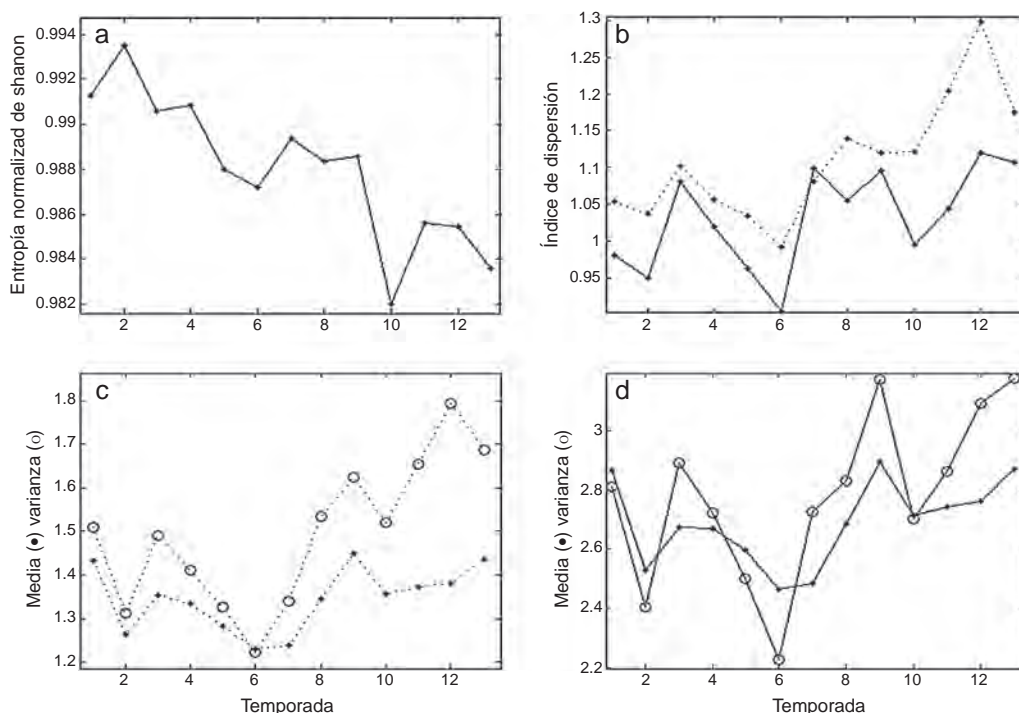 a
Entropía normalizad de shanon
0.994
0.992
0.99
0.988
0.986
0.984
0.982
2 4 6 8 10 12
b
Índice de dispersión
1.3
1.25
1.2
1.15
1.1
1.05
1
0.95
2 4 6 8 10 12
c
Media (●) varianza (o)
1.8
1.7
1.6
1.5
1.4
1.3
1.2
2 4 6 8 10 12
Temporada
d
Media (●) varianza (o)
3
2.8
2.6
2.4
2.2
2 4 6 8 10 12
Temporada